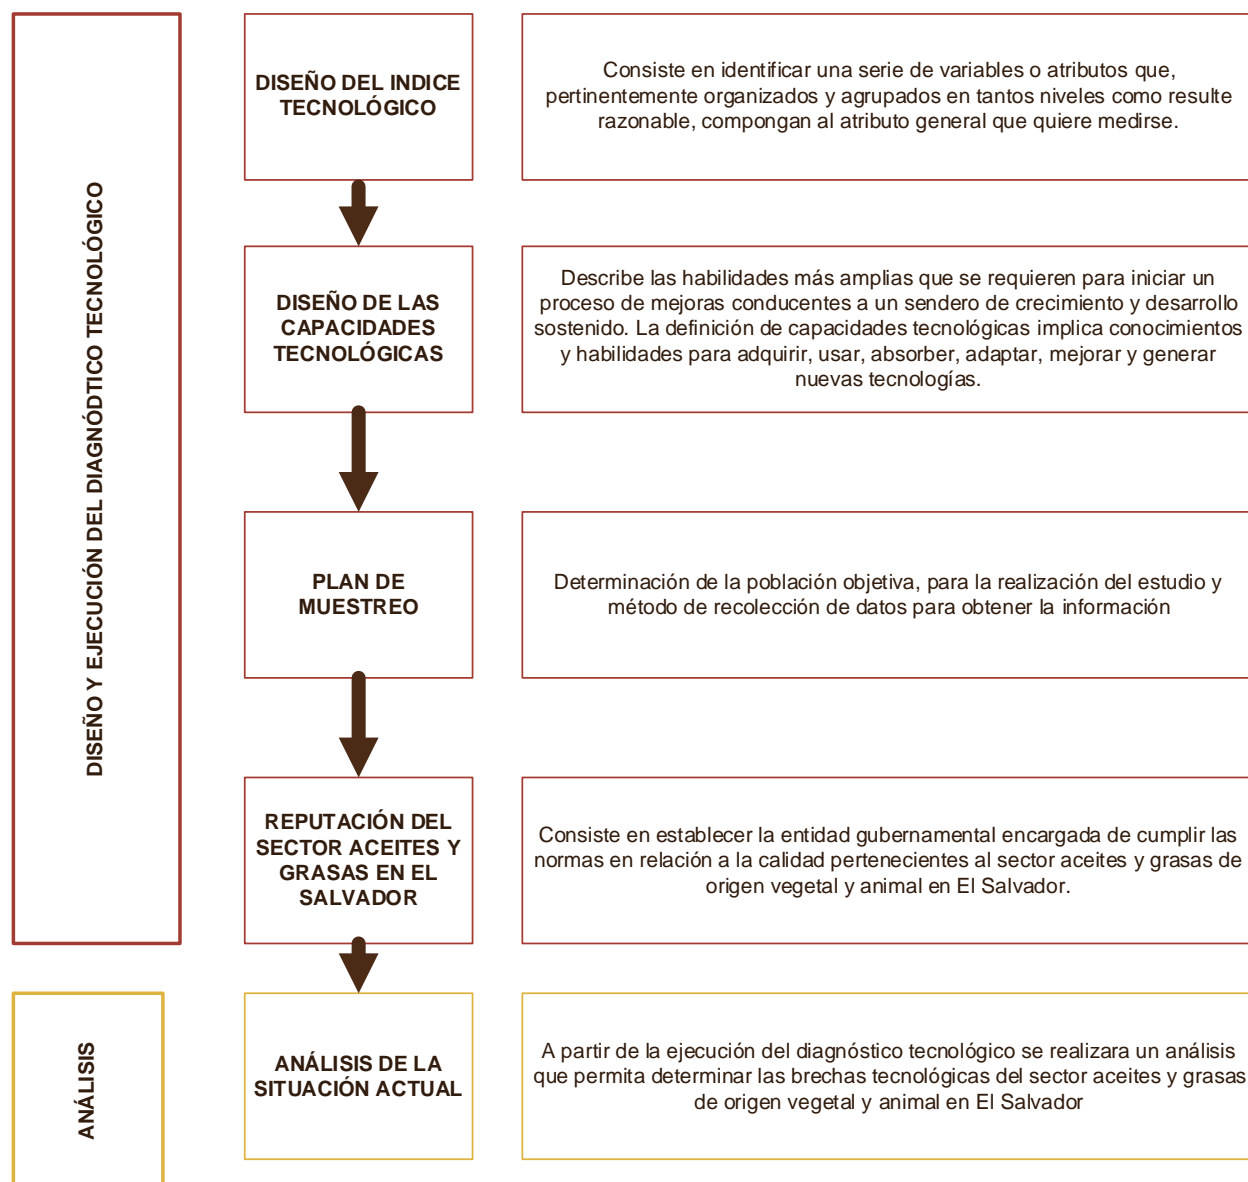 DISEÑO Y EJECUCIÓN DEL DIAGNÓDTICO TECNOLÓGICO
DISEÑO DEL INDICE
TECNOLÓGICO
Consiste en identificar una serie de variables o atributos que,
pertinentemente organizados y agrupados en tantos niveles como resulte
razonable, compongan al atributo general que quiere medirse.
DISEÑO DE LAS
CAPACIDADES
TECNOLÓGICAS
Describe las habilidades más amplias que se requieren para iniciar un
proceso de mejoras conducentes a un sendero de crecimiento y desarrollo
sostenido. La definición de capacidades tecnológicas implica conocimientos
y habilidades para adquirir, usar, absorber, adaptar, mejorar y generar
nuevas tecnologías.
PLAN DE
MUESTREO
Determinación de la población objetiva, para la realización del estudio y
método de recolección de datos para obtener la información
REPUTACIÓN DEL
SECTOR ACEITES Y
GRASAS EN EL
SALVADOR
Consiste en establecer la entidad gubernamental encargada de cumplir las
normas en relación a la calidad pertenecientes al sector aceites y grasas de
origen vegetal y animal en El Salvador.
ANÁLISIS
ANÁLISIS DE LA
SITUACIÓN ACTUAL
A partir de la ejecución del diagnóstico tecnológico se realizara un análisis
que permita determinar las brechas tecnológicas del sector aceites y grasas
de origen vegetal y animal en El Salvador